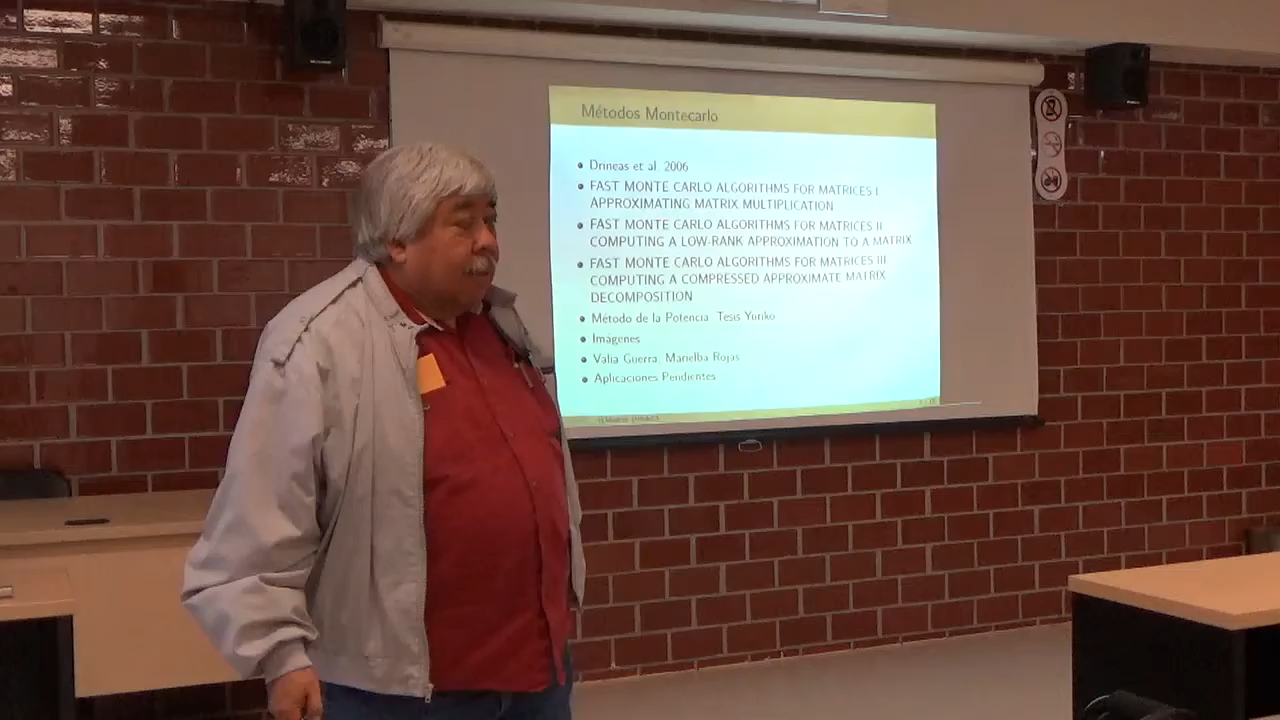 Métodos Montecarlo
Drineas et al. 2006
FAST MONTE CARLO ALGORITHMS FOR MATRICES I
APPROXIMATING MATRIX MULTIPLICATION
FAST MONTE CARLO ALGORITHMS FOR MATRICES II
COMPUTING A LOW-RANK APPROXIMATION TO A MATRIX
FAST MONTE CARLO ALGORITHMS FOR MATRICES III
COMPUTING A COMPRESSED APPROXIMATE MATRIX
DECOMPOSITION
Método de la Potencia. Tesis Yuriko
Imágenes
Valia Guerra, Marielba Rojas
Aplicaciones Pendientes